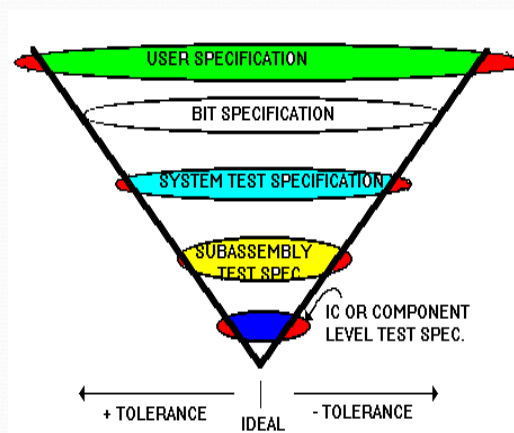 USER SPECIFICATION
BIT SPECIFICATION
SYSTEM TEST SPECIFICATION
SUBASSEMBLY
TEST SPEC
IC OR COMPONENT
LEVEL TEST SPEC.
+ TOLERANCE
IDEAL
- TOLERANCE